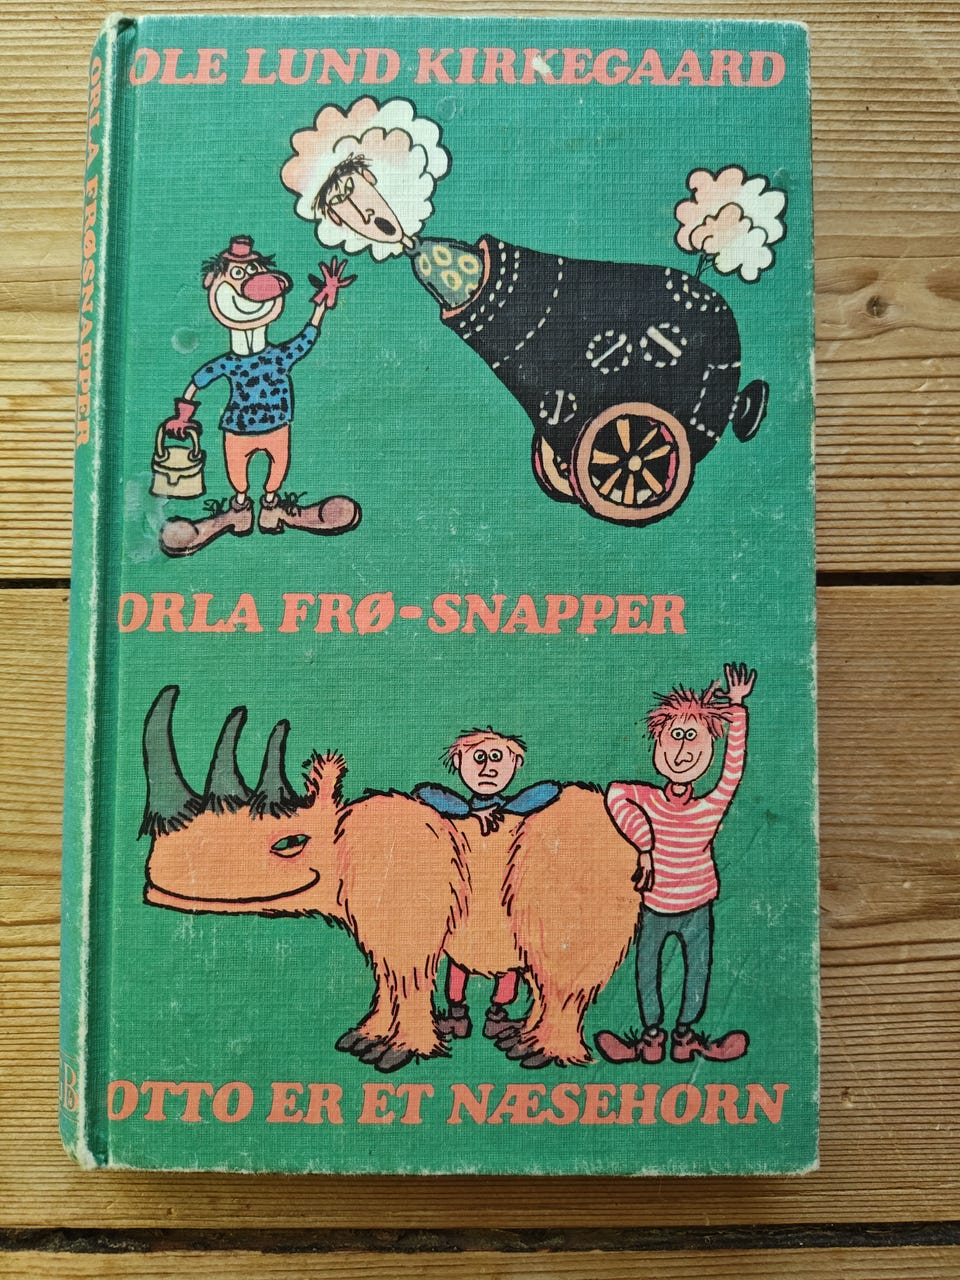 OLE LUND KIRKEGAARD
ORLA FRØ-SNAPPER
OTTO ER ET NÆSEHORN
ORLA FRØSNAPPER
B